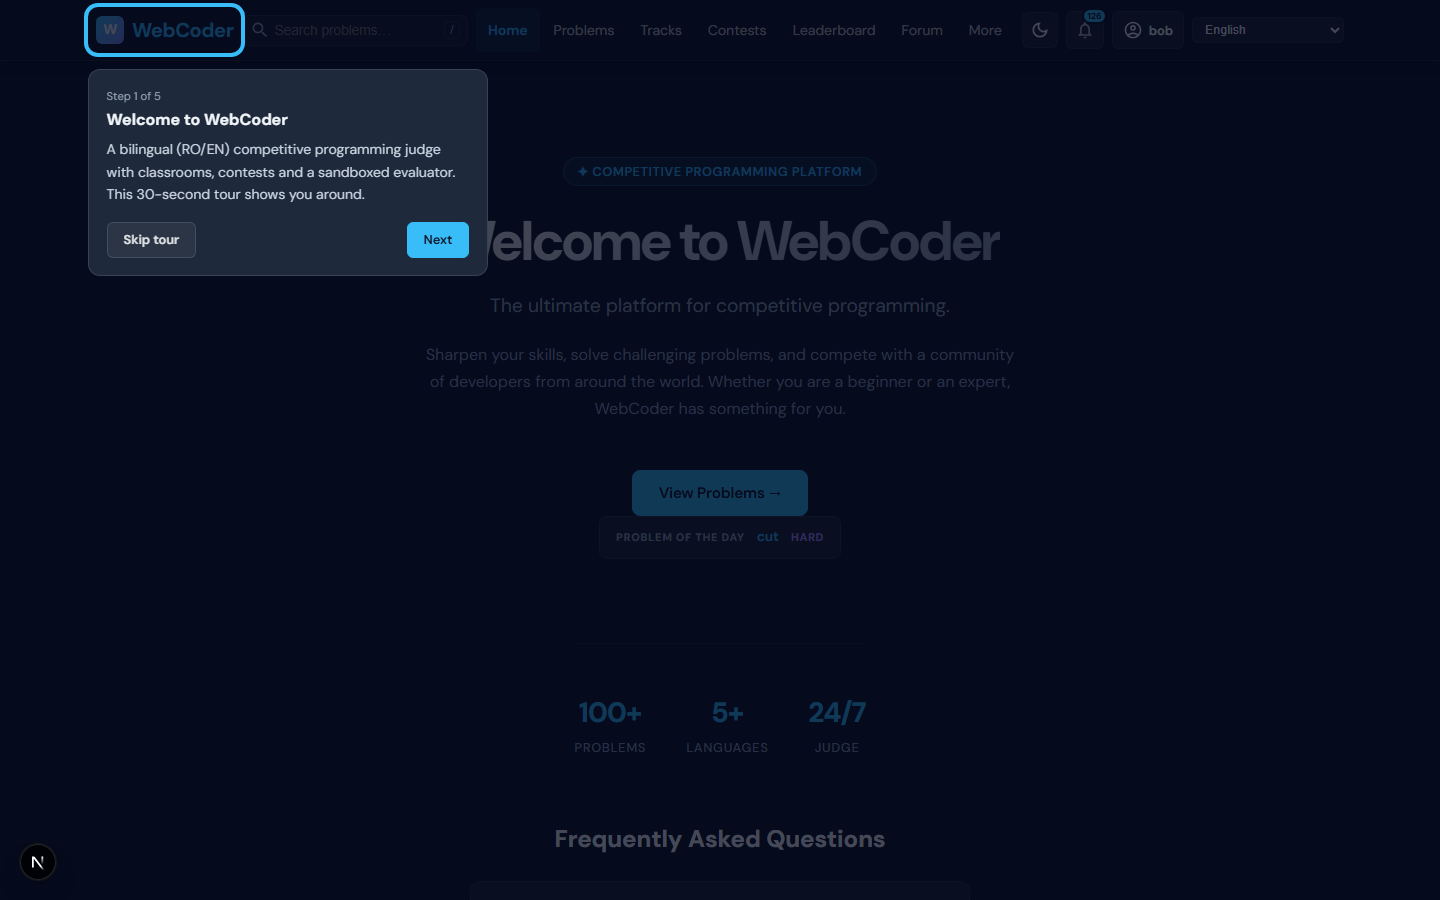 W WebCoder
Search problems... /
Home Problems Tracks Contests Leaderboard Forum More
126
bob
English
Step 1 of 5
Welcome to WebCoder
A bilingual (RO/EN) competitive programming judge
with classrooms, contests and a sandboxed evaluator.
This 30-second tour shows you around.
Skip tour
Next
✦ COMPETITIVE PROGRAMMING PLATFORM
Welcome to WebCoder
The ultimate platform for competitive programming.
Sharpen your skills, solve challenging problems, and compete with a community
of developers from around the world. Whether you are a beginner or an expert,
WebCoder has something for you.
View Problems →
PROBLEM OF THE DAY cut HARD
100+ 5+ 24/7
PROBLEMS LANGUAGES JUDGE
Frequently Asked Questions
N